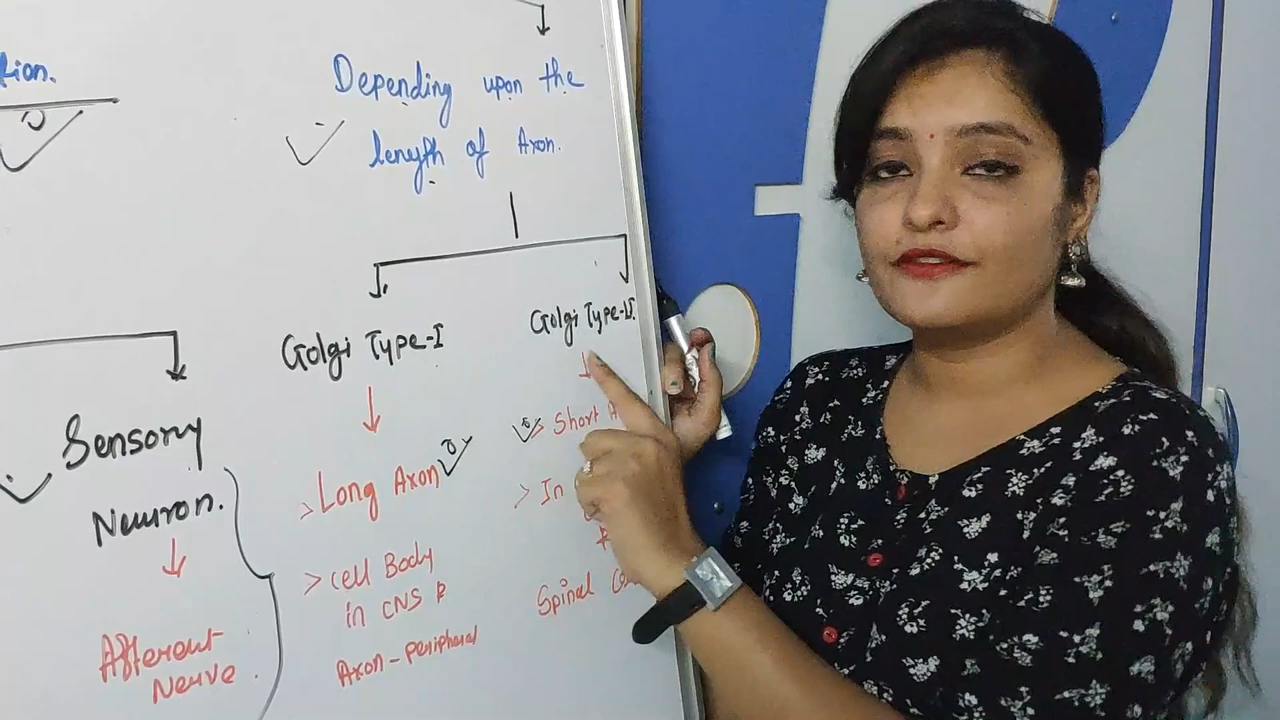 tion.
Depending upon the
length of Axon.
Golgi Type-I
Golgi Type-II.
Sensory
Neuron.
Afferent
Nerve.
> Long Axon
> Cell Body
in CNS &
Axon - Peripheral
> Short
> In
&
Spinal